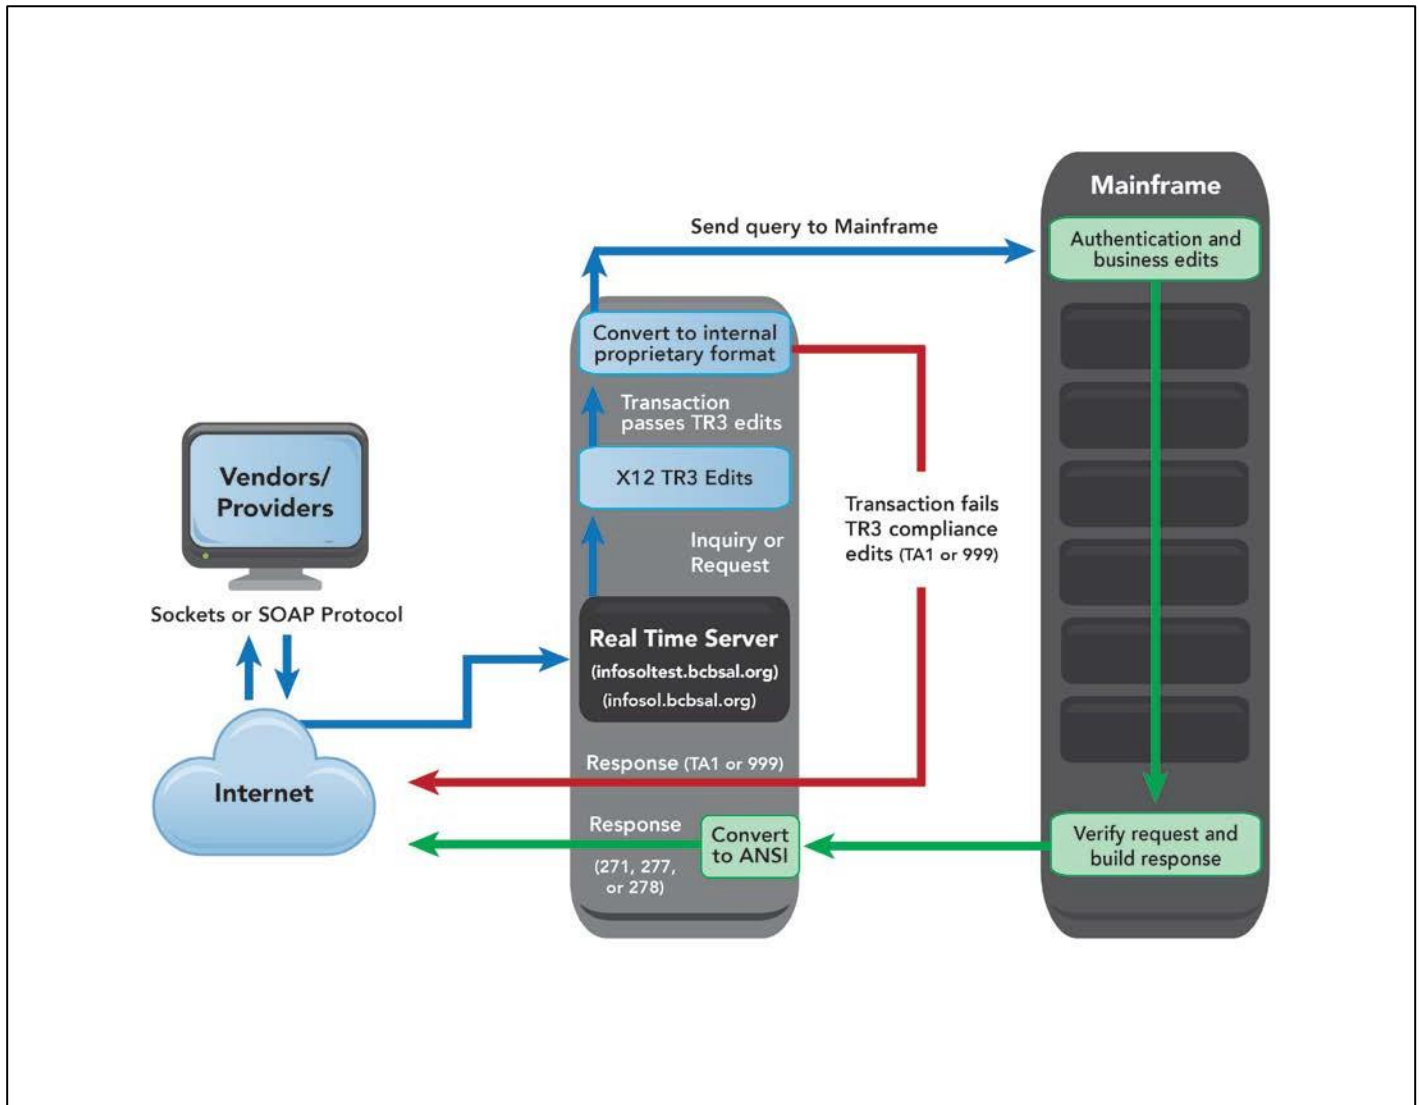 Mainframe
Send query to Mainframe
Authentication and
business edits
Convert to internal
proprietary format
Transaction
passes TR3 edits
X12 TR3 Edits
Vendors/
Providers
Transaction fails
TR3 compliance
edits (TA1 or 999)
Inquiry or
Request
Sockets or SOAP Protocol
Real Time Server
(infosoltest.bcbsal.org)
(infosol.bcbsal.org)
Response (TA1 or 999)
Internet
Response
(271, 277,
or 278)
Convert
to ANSI
Verify request and
build response